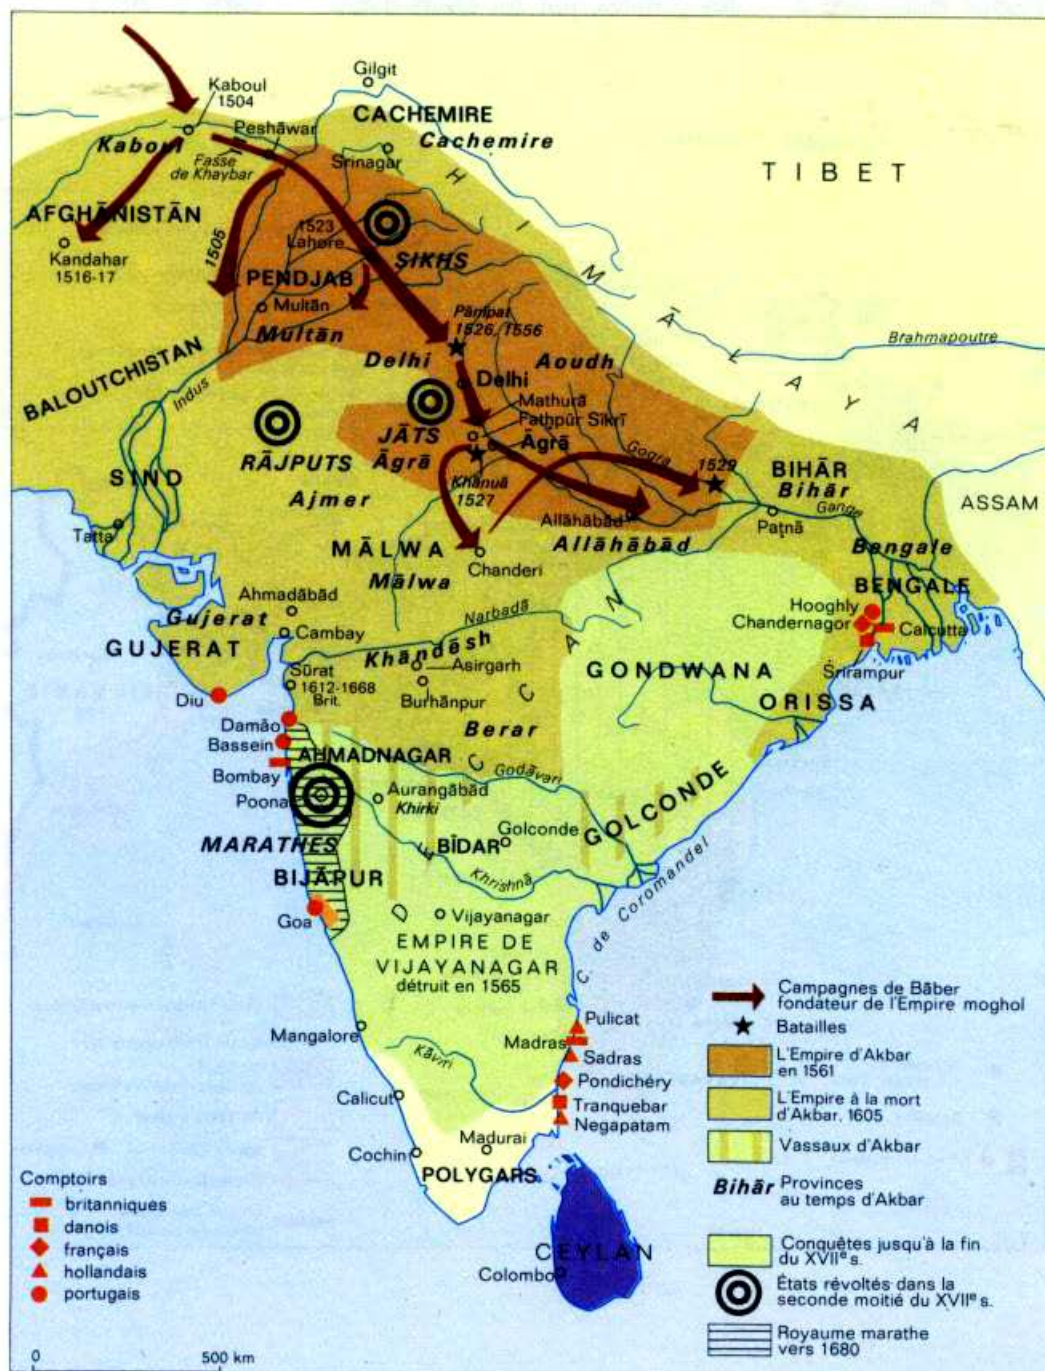 Gilgit
Kaboul
1504
CACHEMIRE
Cachemire
Peshāwar
Kaboul
Fasse
de Khaybar
Srinagar
TIBET
HIMĀLAYA
AFGHĀNISTĀN
1505
1523
Lahore
SIKHS
Kandahar
1516-17
PENDJAB
Multān
Multān
Pānipat
1526, 1556
Brahmapoutre
BALOUTCHISTAN
Indus
Delhi
Aoudh
Delhi
Mathurā
Fathpūr Sīkrī
JĀTS
Āgrā
Āgrā
RĀJPUTS
Gogra
1529
BIHĀR
Bihār
SIND
Khānuā
1527
Ajmer
ASSAM
Gange
Patnā
Tatta
Allāhābād
Allāhābād
MĀLWA
Mālwa
Chanderi
Bengale
BENGALE
Ahmadābād
Gujerat
GUJERAT
Cambay
Narbadā
Khāndēsh
Asirgarh
Hooghly
Chandernagor
Calcutta
Srirampur
GONDWANA
ORISSA
Sūrat
1612-1668
Brit.
Burhānpur
Diu
DECCAN
Berar
Damāo
Bassein
AHMADNAGAR
Bombay
Godāvari
Poona
Aurangābād
Khirki
GOLCONDE
Golconde
MARATHES
BĪDAR
BIJĀPUR
Khrishnā
C. de Coromandel
Goa
Vijayanagar
EMPIRE DE
VIJAYANAGAR
détruit en 1565
Mangalore
Pulicat
Madras
Sadras
Kāviri
Pondichéry
Calicut
Tranquebar
Negapatam
Madurai
Cochin
POLYGARS
CEYLAN
Colombo
Campagnes de Bāber
fondateur de l'Empire moghol
Batailles
L'Empire d'Akbar
en 1561
L'Empire à la mort
d'Akbar, 1605
Vassaux d'Akbar
Bihār Provinces
au temps d'Akbar
Conquêtes jusqu'à la fin
du XVIIe s.
États révoltés dans la
seconde moitié du XVIIe s.
Royaume marathe
vers 1680
Comptoirs
britanniques
danois
français
hollandais
portugais
0 500 km